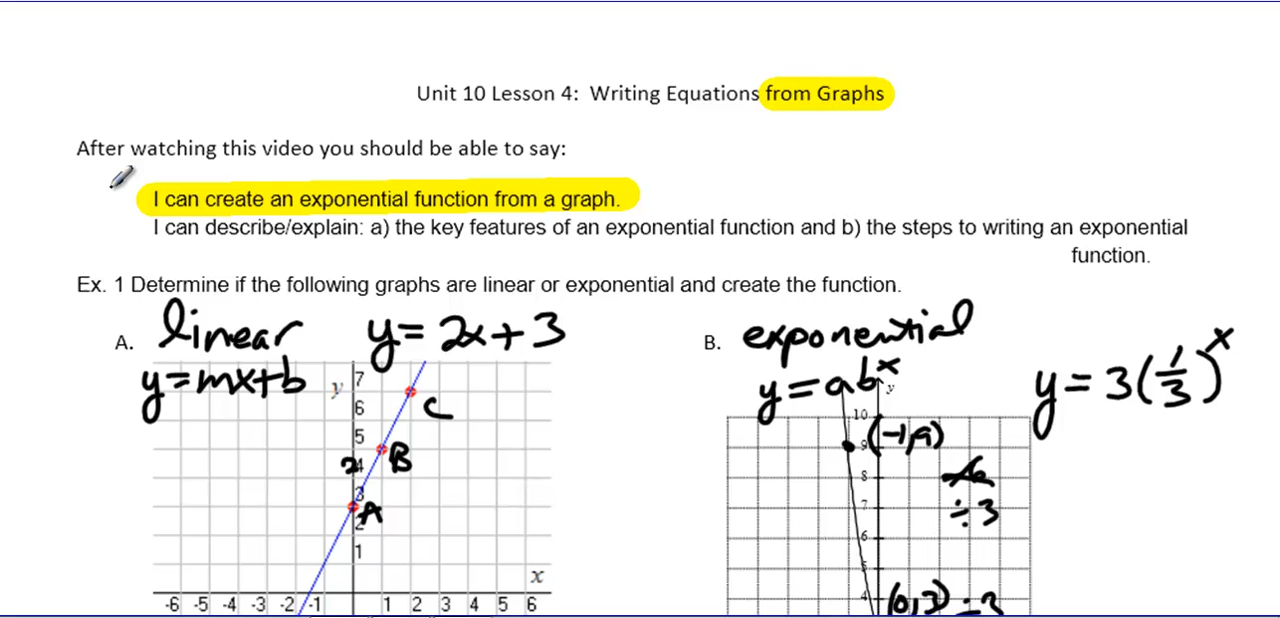 Unit 10 Lesson 4: Writing Equations from Graphs
After watching this video you should be able to say:
I can create an exponential function from a graph.
I can describe/explain: a) the key features of an exponential function and b) the steps to writing an exponential
function.
Ex. 1 Determine if the following graphs are linear or exponential and create the function.
A. linear y=2x+3
y=mx+b
y
7
6
5
4
3
2
1
C
B
A
x
-6 -5 -4 -3 -2 -1 1 2 3 4 5 6
B. exponential
y=ab^x
y=3(1/3)^x
y
10
9
8
7
6
5
4
(-1,9)
÷3
(0,3) ÷3